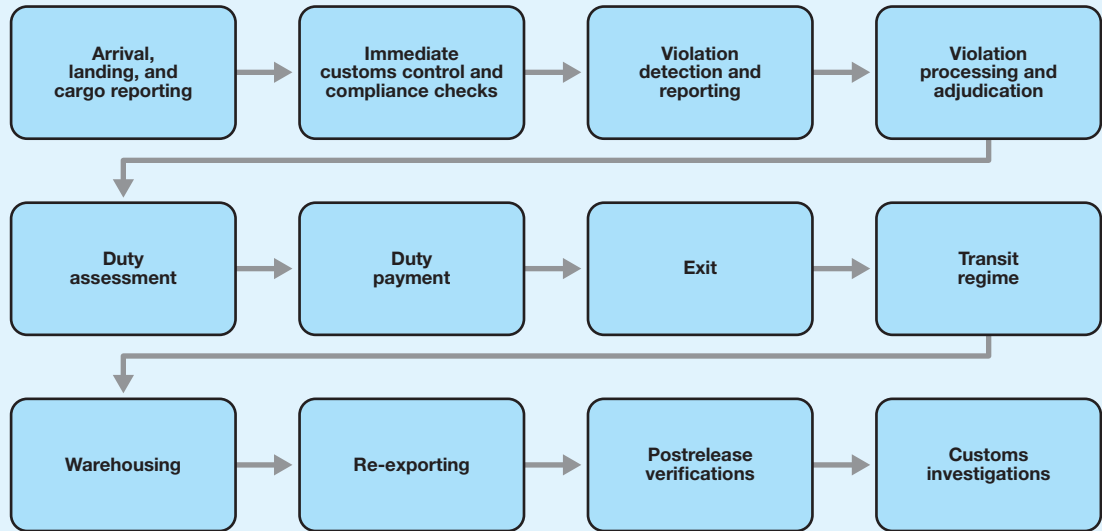 Arrival,
landing, and
cargo reporting
Immediate
customs control and
compliance checks
Violation
detection and
reporting
Violation
processing and
adjudication
Duty
assessment
Duty
payment
Exit
Transit
regime
Warehousing
Re-exporting
Postrelease
verifications
Customs
investigations